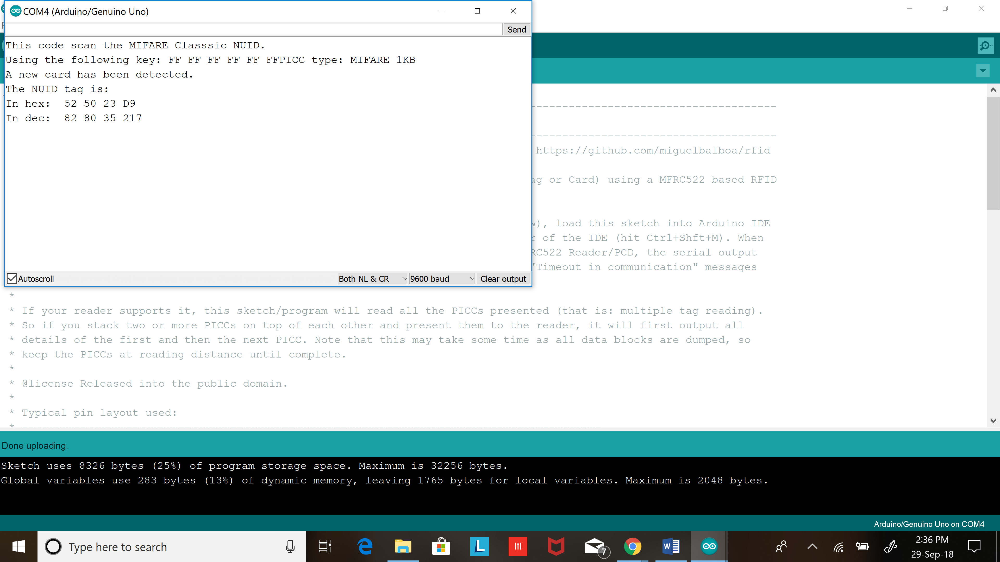 COM4 (Arduino/Genuino Uno)
Send
This code scan the MIFARE Classsic NUID.
Using the following key: FF FF FF FF FF FFPICC type: MIFARE 1KB
A new card has been detected.
The NUID tag is:
In hex:  52 50 23 D9
In dec:  82 80 35 217
Autoscroll
Both NL & CR
9600 baud
Clear output
--------------------------------------
--------------------------------------
https://github.com/miguelbalboa/rfid
or Card) using a MFRC522 based RFID
load this sketch into Arduino IDE
of the IDE (hit Ctrl+Shft+M). When
Reader/PCD, the serial output
"Timeout in communication" messages
*
* If your reader supports it, this sketch/program will read all the PICCs presented (that is: multiple tag reading).
* So if you stack two or more PICCs on top of each other and present them to the reader, it will first output all
* details of the first and then the next PICC. Note that this may take some time as all data blocks are dumped, so
* keep the PICCs at reading distance until complete.
*
* @license Released into the public domain.
*
* Typical pin layout used:
* -----------------------------------------------------------------------------------------
Done uploading.
Sketch uses 8326 bytes (25%) of program storage space. Maximum is 32256 bytes.
Global variables use 283 bytes (13%) of dynamic memory, leaving 1765 bytes for local variables. Maximum is 2048 bytes.
Arduino/Genuino Uno on COM4
Type here to search
L
7
W
2:36 PM
29-Sep-18